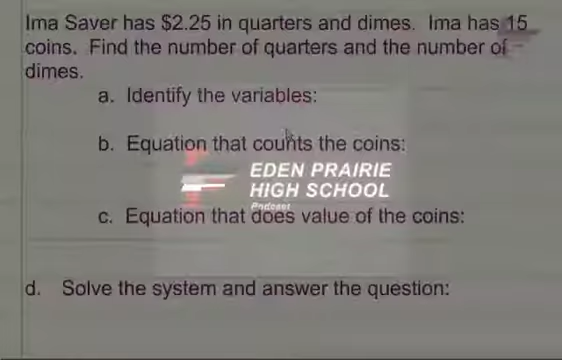 Ima Saver has $2.25 in quarters and dimes.  Ima has 15
coins.  Find the number of quarters and the number of
dimes.
a.  Identify the variables:
b.  Equation that counts the coins:
EDEN PRAIRIE
HIGH SCHOOL
Podcast
c.  Equation that does value of the coins:
d.  Solve the system and answer the question: